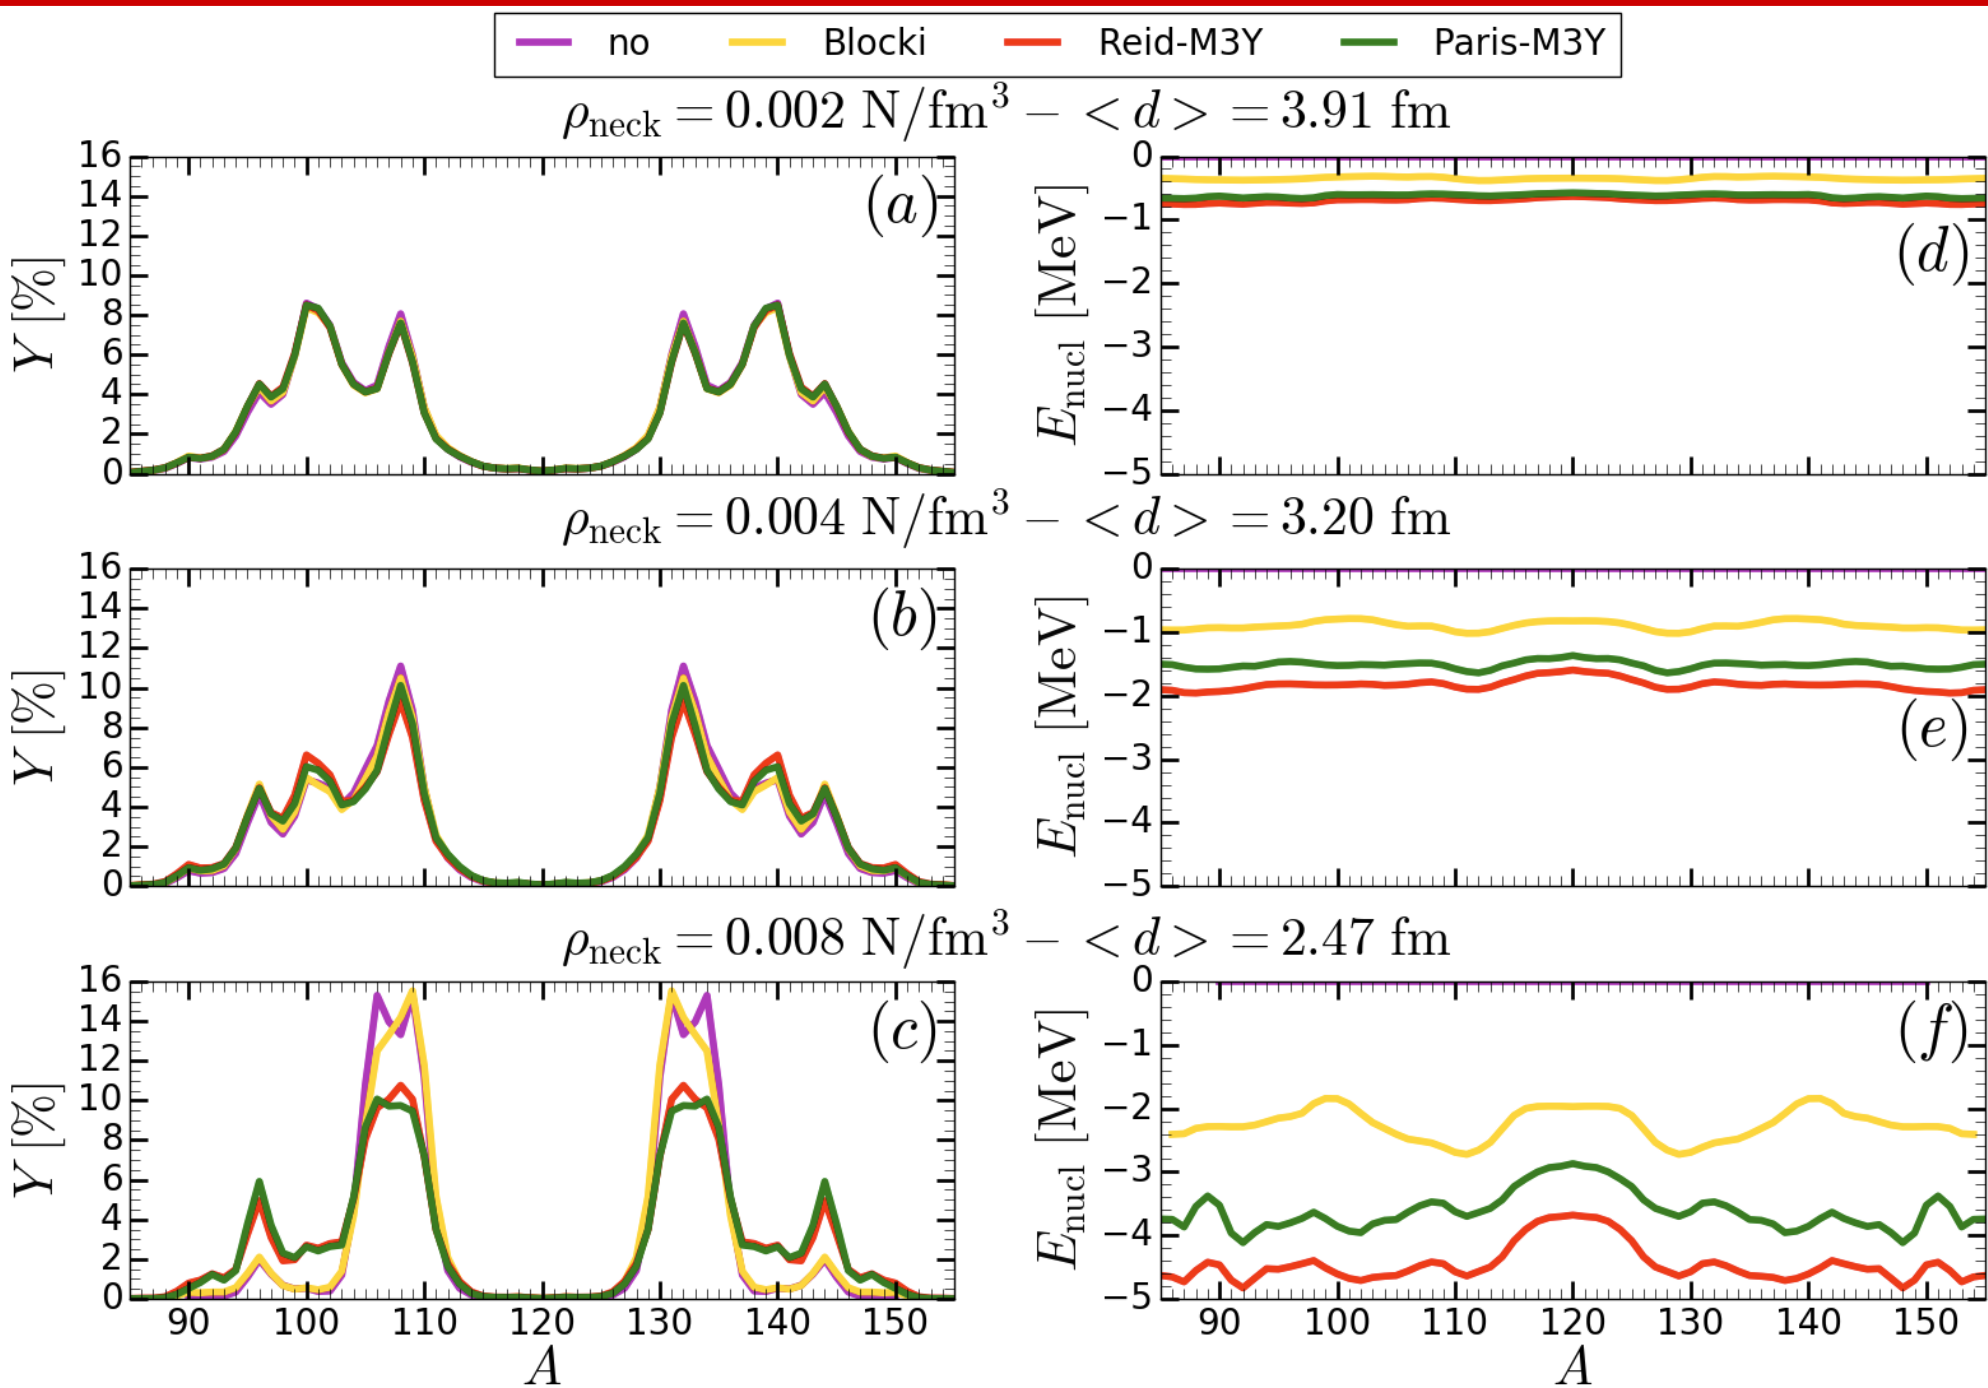 no Blocki Reid-M3Y Paris-M3Y
ρneck = 0.002 N/fm³ − <d> = 3.91 fm
16
14
12
10
8
6
4
2
0
Y [%]
(a)
0
−1
−2
−3
−4
−5
Enucl [MeV]
(d)
ρneck = 0.004 N/fm³ − <d> = 3.20 fm
16
14
12
10
8
6
4
2
0
Y [%]
(b)
0
−1
−2
−3
−4
−5
Enucl [MeV]
(e)
ρneck = 0.008 N/fm³ − <d> = 2.47 fm
16
14
12
10
8
6
4
2
0
Y [%]
(c)
90 100 110 120 130 140 150
A
0
−1
−2
−3
−4
−5
Enucl [MeV]
(f)
90 100 110 120 130 140 150
A